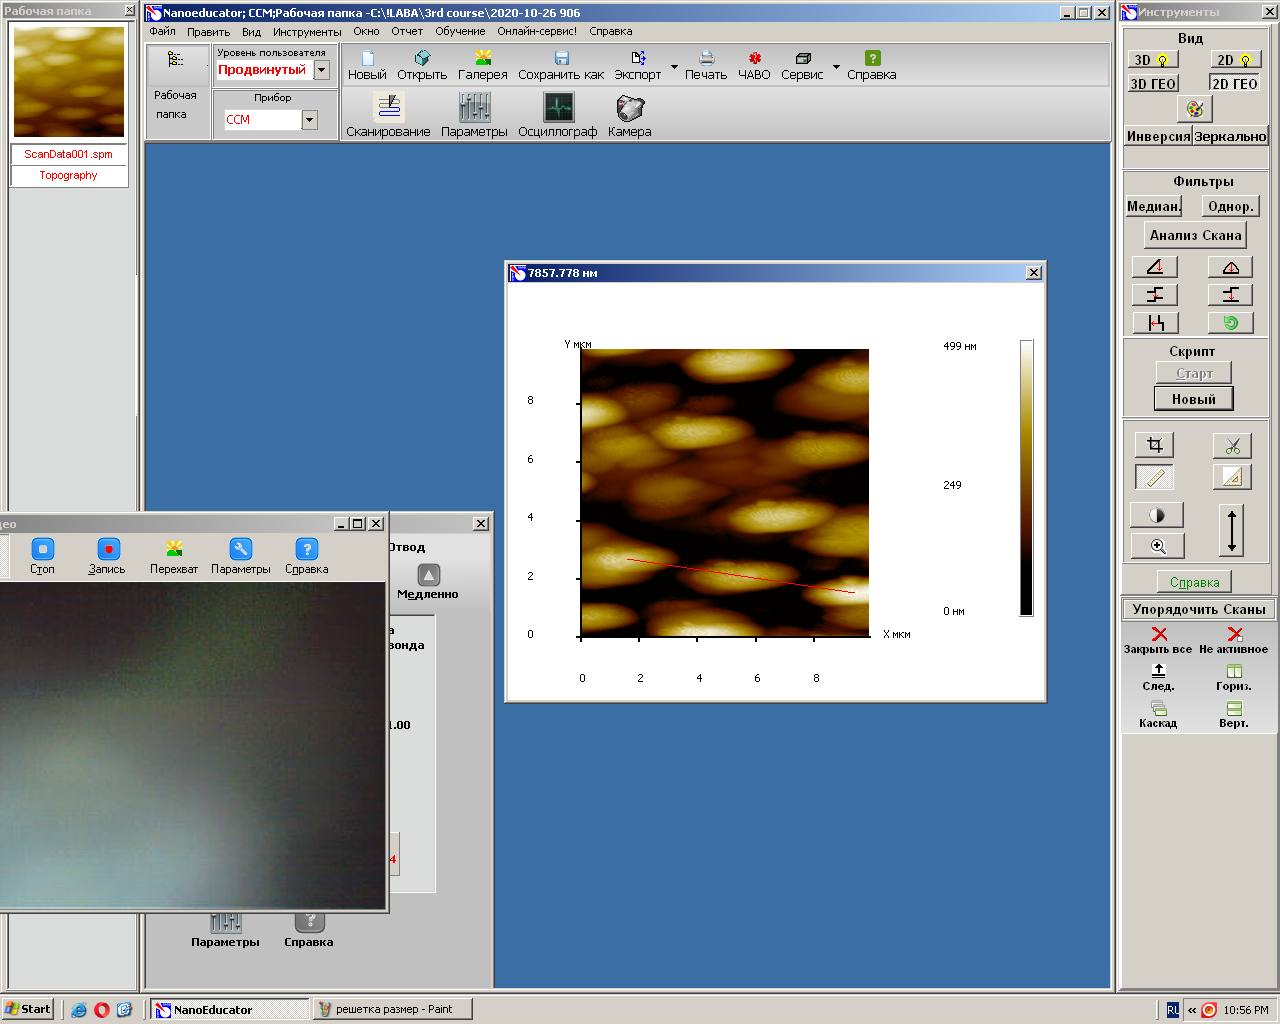 Рабочая папка
ScanData001.spm
Topography
Nanoeducator; ССМ;Рабочая папка -C:\!LABA\3rd course\2020-10-26 906
Файл Править Вид Инструменты Окно Отчет Обучение Онлайн-сервис! Справка
Рабочая папка
Уровень пользователя
Продвинутый
Прибор
ССМ
Новый Открыть Галерея Сохранить как Экспорт Печать ЧАВО Сервис Справка
Сканирование Параметры Осциллограф Камера
7857.778 нм
Y мкм
8
6
4
2
0
0 2 4 6 8
X мкм
499 нм
249
0 нм
део
Стоп Запись Перехват Параметры Справка
Отвод
Медленно
а
зонда
1.00
4
Параметры Справка
Инструменты
Вид
3D 2D
3D ГЕО 2D ГЕО
Инверсия Зеркально
Фильтры
Медиан. Однор.
Анализ Скана
Скрипт
Старт
Новый
Справка
Упорядочить Сканы
Закрыть все Не активное
След. Гориз.
Каскад Верт.
Start
NanoEducator
решетка размер - Paint
RU
«
10:56 PM